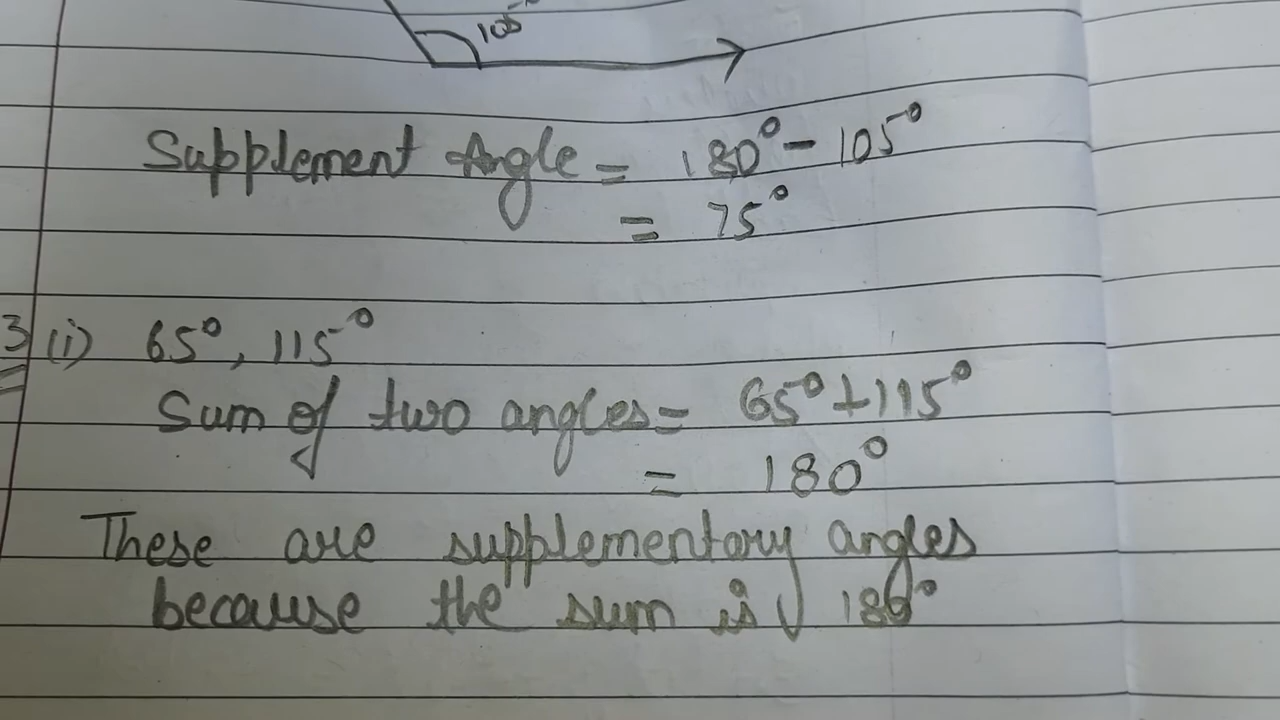 105°
Supplement Angle = 180° - 105°
= 75°
3 (i) 65°, 115°
Sum of two angles = 65° + 115°
= 180°
These are supplementary angles
because the sum is 180°